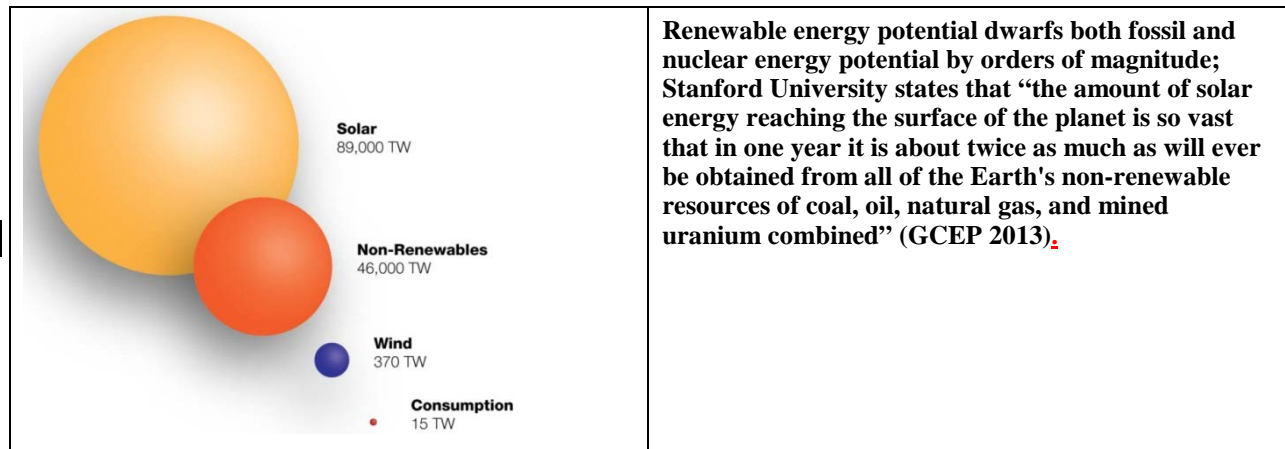 Solar
89,000 TW
Non-Renewables
46,000 TW
Wind
370 TW
Consumption
15 TW
Renewable energy potential dwarfs both fossil and
nuclear energy potential by orders of magnitude;
Stanford University states that “the amount of solar
energy reaching the surface of the planet is so vast
that in one year it is about twice as much as will ever
be obtained from all of the Earth's non-renewable
resources of coal, oil, natural gas, and mined
uranium combined” (GCEP 2013).